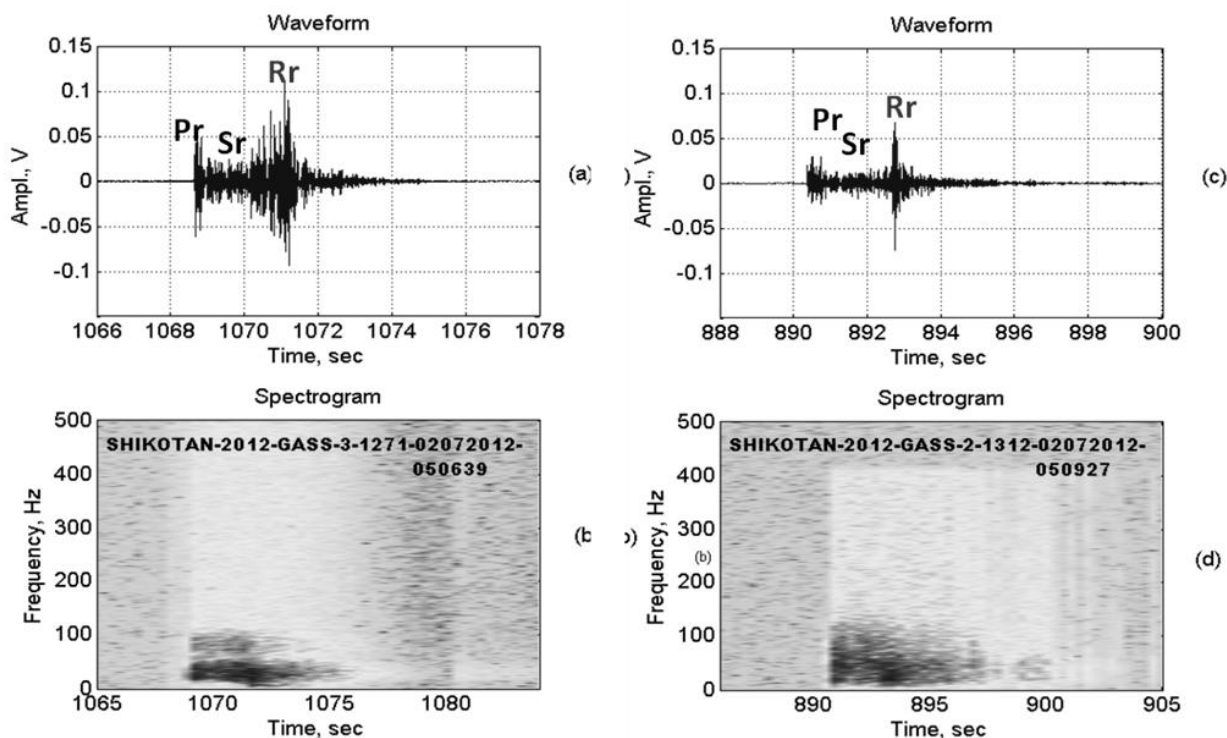 Waveform
0.15
0.1
0.05
0
-0.05
-0.1
Ampl., V
Pr
Sr
Rr
1066 1068 1070 1072 1074 1076 1078
Time, sec
(a)
Waveform
0.15
0.1
0.05
0
-0.05
-0.1
Ampl., V
Pr
Sr
Rr
888 890 892 894 896 898 900
Time, sec
)
(c)
Spectrogram
500
400
300
200
100
0
Frequency, Hz
SHIKOTAN-2012-GASS-3-1271-02072012-
050639
1065 1070 1075 1080
Time, sec
(b
Spectrogram
500
400
300
200
100
0
Frequency, Hz
SHIKOTAN-2012-GASS-2-1312-02072012-
050927
890 895 900 905
Time, sec
o)
(b)
(d)